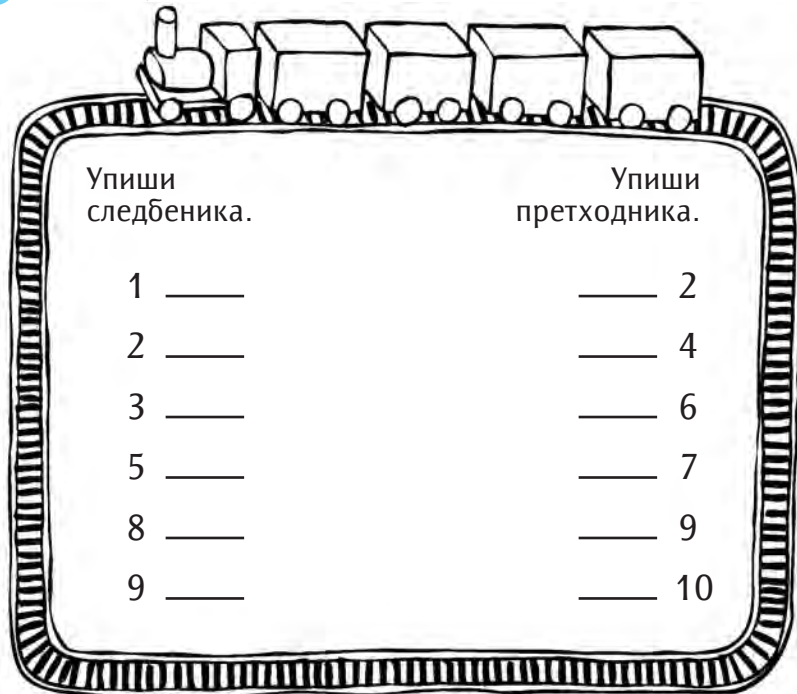 Упиши
следбеника.
Упиши
претходника.
1 ____ ____ 2
2 ____ ____ 4
3 ____ ____ 6
5 ____ ____ 7
8 ____ ____ 9
9 ____ ____ 10